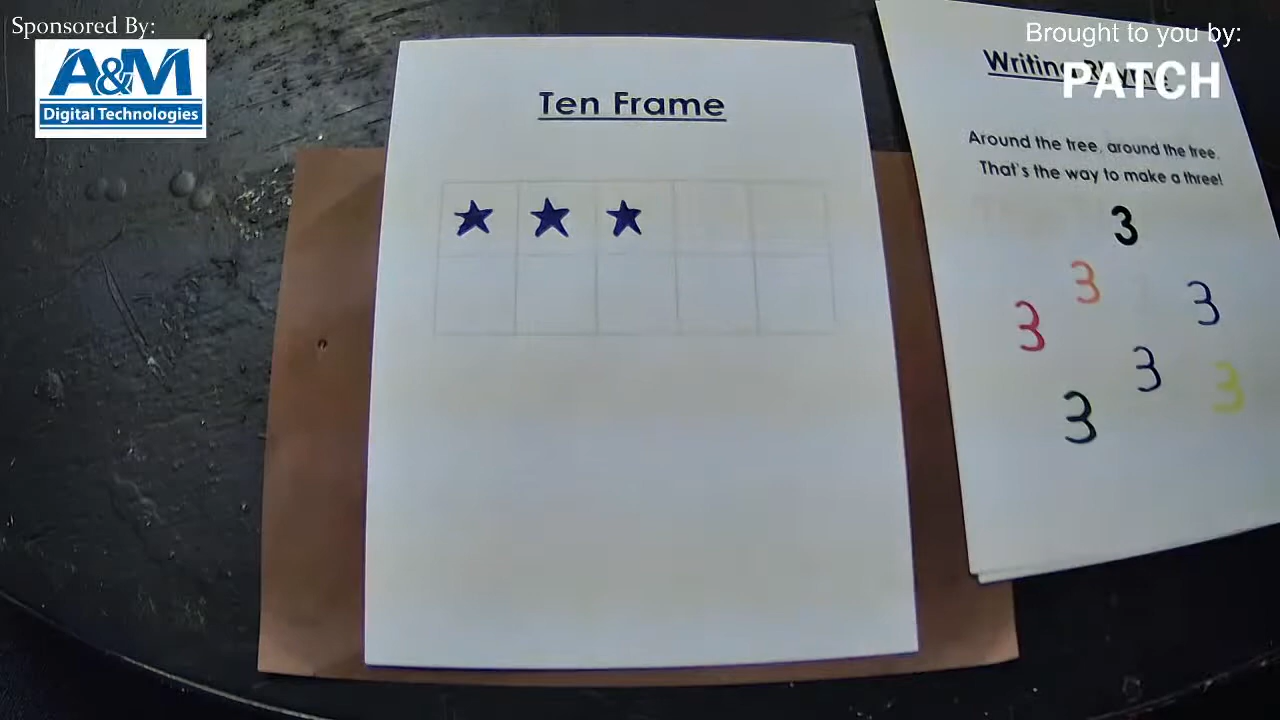 Sponsored By:
A&M
Digital Technologies
Ten Frame
Brought to you by:
PATCH
Writing Rhyme
Around the tree, around the tree.
That's the way to make a three!
3
3
3
3
3
3
3